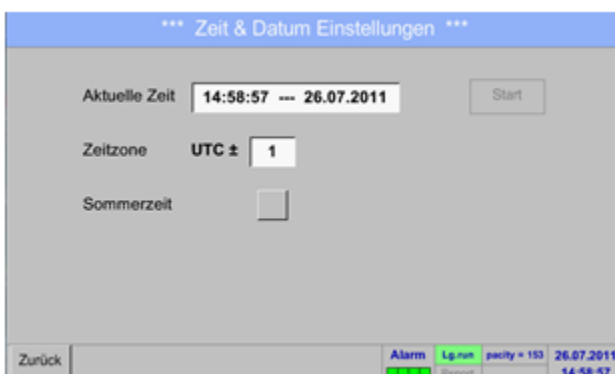 *** Zeit & Datum Einstellungen ***
Aktuelle Zeit 14:58:57 --- 26.07.2011 Start
Zeitzone UTC ± 1
Sommerzeit
Zurück Alarm Lg.run pacity = 153 26.07.2011
Report 14:58:57